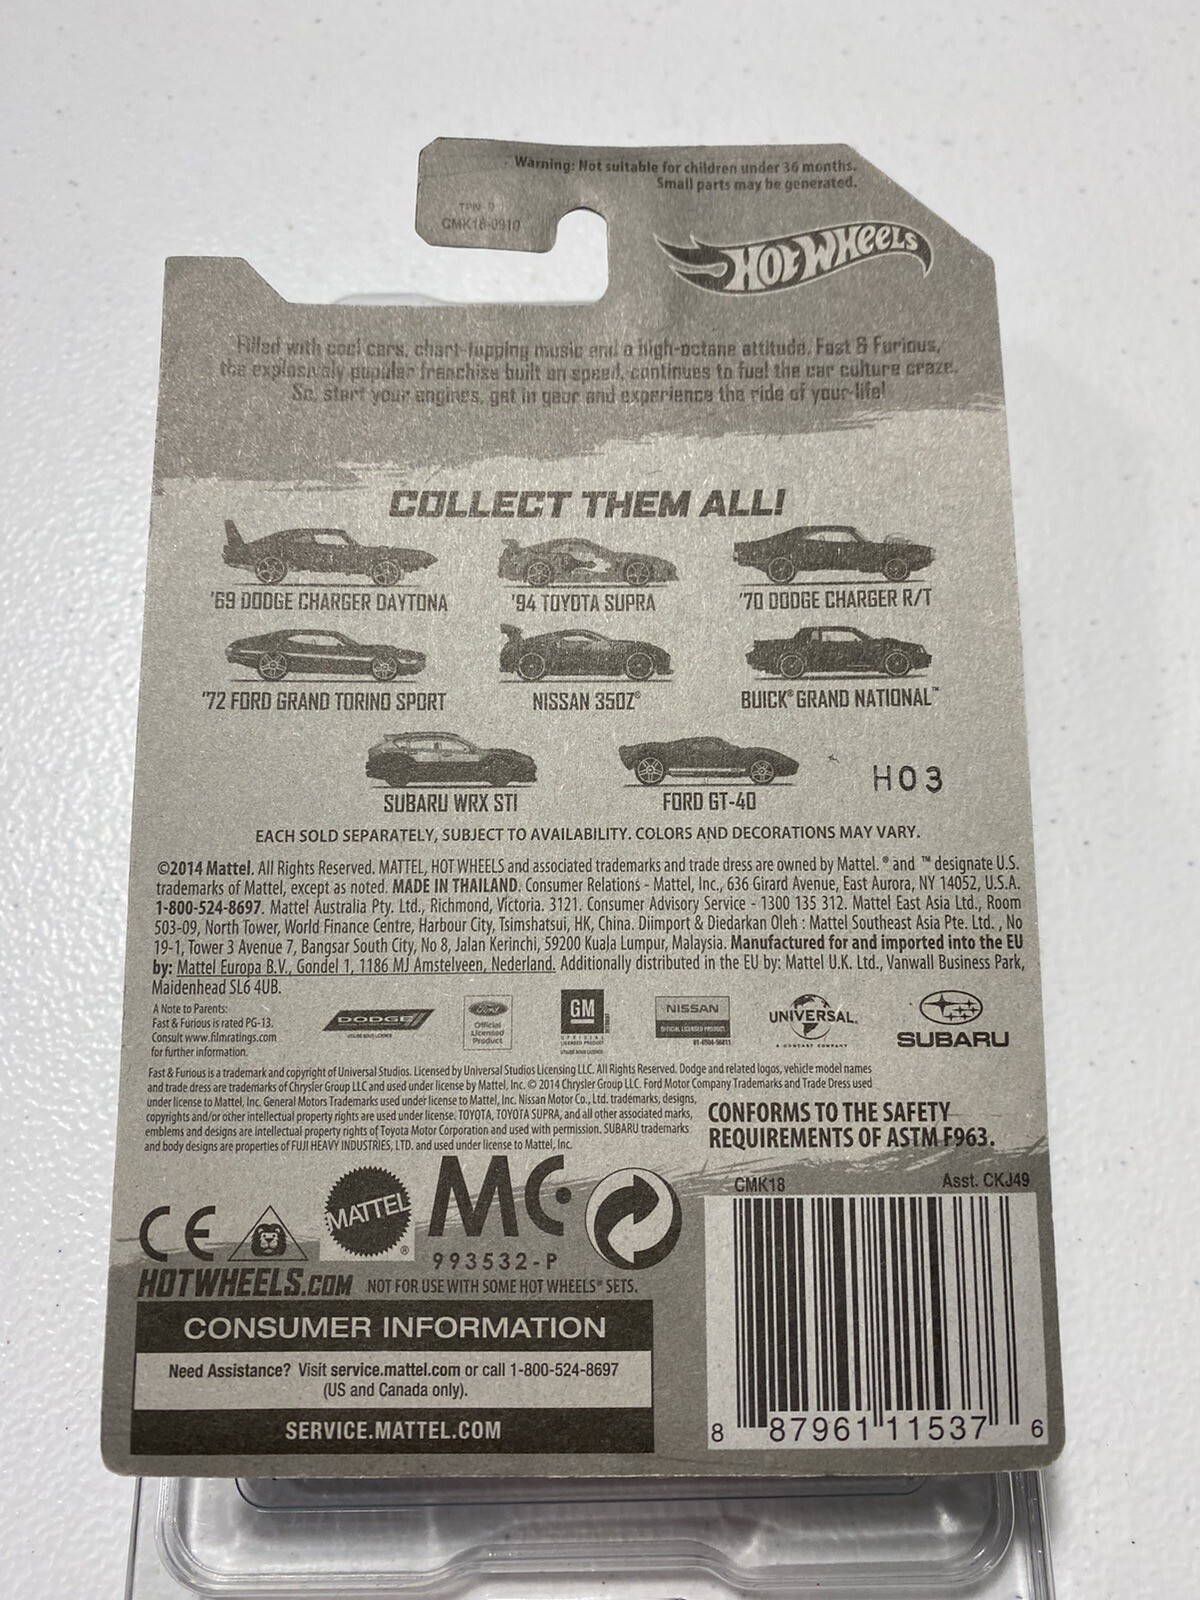 Warning: Not suitable for children under 36 months.
Small parts may be generated.
TPN-D
CMK18-0910
HOT WHEELS
Filled with cool cars, chart-topping music and a high-octane attitude, Fast & Furious,
the explosively popular franchise built on speed, continues to fuel the car culture craze.
So, start your engines, get in gear and experience the ride of your life!
COLLECT THEM ALL!
'69 DODGE CHARGER DAYTONA
'94 TOYOTA SUPRA
'70 DODGE CHARGER R/T
'72 FORD GRAND TORINO SPORT
NISSAN 350Z®
BUICK® GRAND NATIONAL™
SUBARU WRX STI
FORD GT-40
H03
EACH SOLD SEPARATELY, SUBJECT TO AVAILABILITY. COLORS AND DECORATIONS MAY VARY.
©2014 Mattel. All Rights Reserved. MATTEL, HOT WHEELS and associated trademarks and trade dress are owned by Mattel. ® and ™ designate U.S.
trademarks of Mattel, except as noted. MADE IN THAILAND. Consumer Relations - Mattel, Inc., 636 Girard Avenue, East Aurora, NY 14052, U.S.A.
1-800-524-8697. Mattel Australia Pty. Ltd., Richmond, Victoria. 3121. Consumer Advisory Service - 1300 135 312. Mattel East Asia Ltd., Room
503-09, North Tower, World Finance Centre, Harbour City, Tsimshatsui, HK, China. Diimport & Diedarkan Oleh : Mattel Southeast Asia Pte. Ltd. , No
19-1, Tower 3 Avenue 7, Bangsar South City, No 8, Jalan Kerinchi, 59200 Kuala Lumpur, Malaysia. Manufactured for and imported into the EU
by: Mattel Europa B.V., Gondel 1, 1186 MJ Amstelveen, Nederland. Additionally distributed in the EU by: Mattel U.K. Ltd., Vanwall Business Park,
Maidenhead SL6 4UB.
A Note to Parents:
Fast & Furious is rated PG-13.
Consult www.filmratings.com
for further information.
DODGE
Ford
Official
Licensed
Product
GM
OFFICIAL
LICENSED PRODUCT
NISSAN
OFFICIAL LICENSED PRODUCT
UNIVERSAL
A COMCAST COMPANY
SUBARU
Fast & Furious is a trademark and copyright of Universal Studios. Licensed by Universal Studios Licensing LLC. All Rights Reserved. Dodge and related logos, vehicle model names
and trade dress are trademarks of Chrysler Group LLC and used under license by Mattel, Inc. © 2014 Chrysler Group LLC. Ford Motor Company Trademarks and Trade Dress used
under license to Mattel, Inc. General Motors Trademarks used under license to Mattel, Inc. Nissan Motor Co., Ltd. trademarks, designs,
copyrights and/or other intellectual property rights are used under license. TOYOTA, TOYOTA SUPRA, and all other associated marks,
emblems and designs are intellectual property rights of Toyota Motor Corporation and used with permission. SUBARU trademarks
and body designs are properties of FUJI HEAVY INDUSTRIES, LTD. and used under license to Mattel, Inc.
CONFORMS TO THE SAFETY
REQUIREMENTS OF ASTM F963.
CMK18
Asst. CKJ49
CE
MATTEL®
MC
993532-P
HOTWHEELS.COM
NOT FOR USE WITH SOME HOT WHEELS® SETS.
CONSUMER INFORMATION
Need Assistance? Visit service.mattel.com or call 1-800-524-8697
(US and Canada only).
SERVICE.MATTEL.COM
8 87961 11537 6